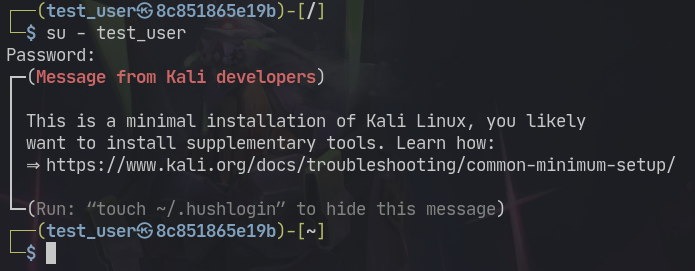 ┌──(test_user㉿8c851865e19b)-[/]
└─$ su - test_user
Password:
┏━(Message from Kali developers)
┃
┃ This is a minimal installation of Kali Linux, you likely
┃ want to install supplementary tools. Learn how:
┃ ⇒ https://www.kali.org/docs/troubleshooting/common-minimum-setup/
┃
┗━(Run: “touch ~/.hushlogin” to hide this message)
┌──(test_user㉿8c851865e19b)-[~]
└─$